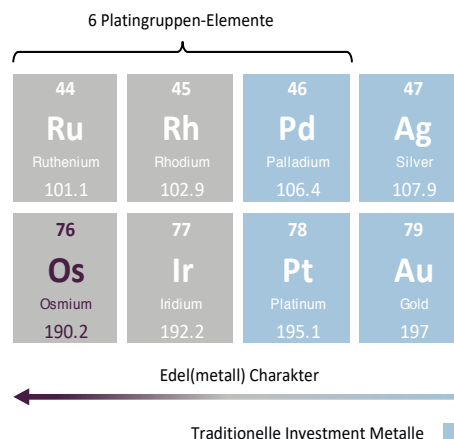 6 Platingruppen-Elemente
44 45 46 47
Ru Rh Pd Ag
Ruthenium Rhodium Palladium Silver
101.1 102.9 106.4 107.9
76 77 78 79
Os Ir Pt Au
Osmium Iridium Platinum Gold
190.2 192.2 195.1 197
Edel(metall) Charakter
Traditionelle Investment Metalle